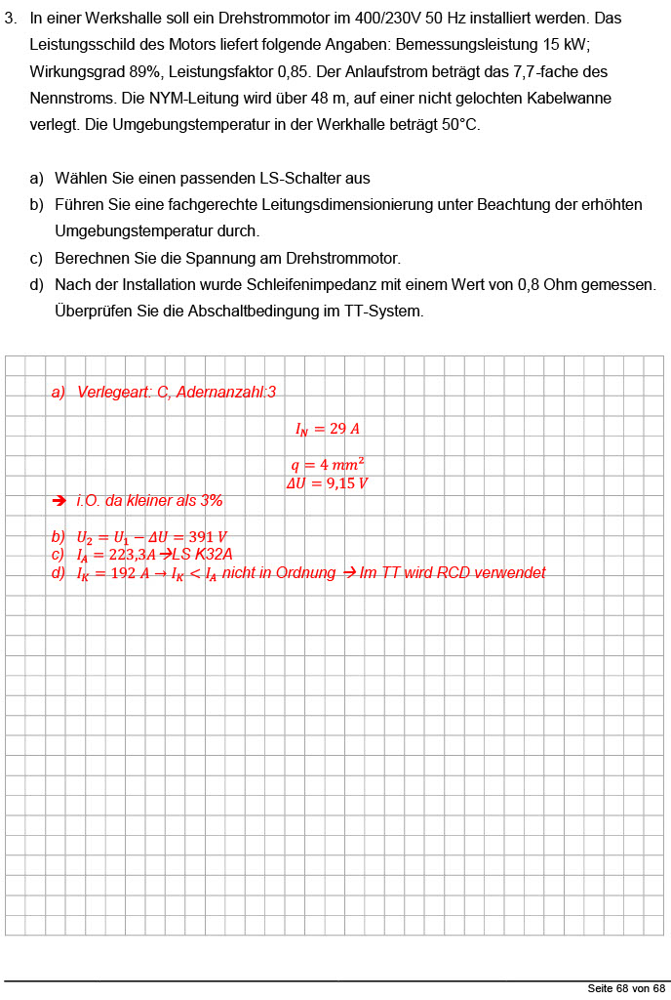 3. In einer Werkshalle soll ein Drehstrommotor im 400/230V 50 Hz installiert werden. Das
Leistungsschild des Motors liefert folgende Angaben: Bemessungsleistung 15 kW;
Wirkungsgrad 89%, Leistungsfaktor 0,85. Der Anlaufstrom beträgt das 7,7-fache des
Nennstroms. Die NYM-Leitung wird über 48 m, auf einer nicht gelochten Kabelwanne
verlegt. Die Umgebungstemperatur in der Werkhalle beträgt 50°C.
a) Wählen Sie einen passenden LS-Schalter aus
b) Führen Sie eine fachgerechte Leitungsdimensionierung unter Beachtung der erhöhten
Umgebungstemperatur durch.
c) Berechnen Sie die Spannung am Drehstrommotor.
d) Nach der Installation wurde Schleifenimpedanz mit einem Wert von 0,8 Ohm gemessen.
Überprüfen Sie die Abschaltbedingung im TT-System.
a) Verlegeart: C, Adernanzahl:3
I_N = 29 A
q = 4 mm²
ΔU = 9,15 V
➔ i.O. da kleiner als 3%
b) U₂ = U₁ − ΔU = 391 V
c) I_A = 223,3A →LS K32A
d) I_K = 192 A → I_K < I_A nicht in Ordnung → Im TT wird RCD verwendet
Seite 68 von 68